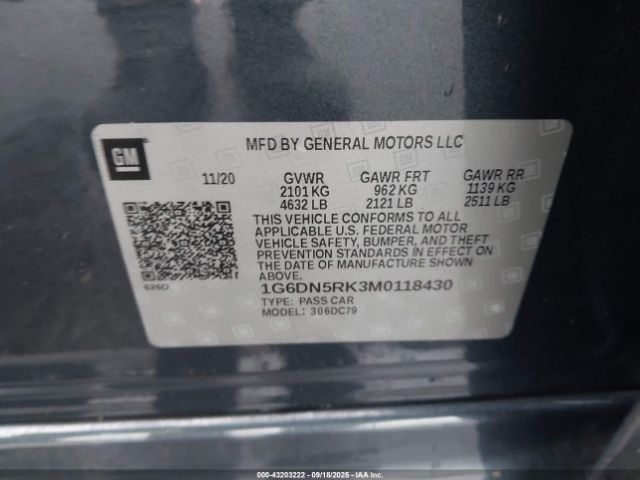 GM
MFD BY GENERAL MOTORS LLC
11/20 GVWR GAWR FRT GAWR RR
2101 KG 962 KG 1139 KG
4632 LB 2121 LB 2511 LB
THIS VEHICLE CONFORMS TO ALL
APPLICABLE U.S. FEDERAL MOTOR
VEHICLE SAFETY, BUMPER, AND THEFT
PREVENTION STANDARDS IN EFFECT ON
THE DATE OF MANUFACTURE SHOWN
ABOVE.
626D
1G6DN5RK3M0118430
TYPE: PASS CAR
MODEL: 306DC79
000-43203222 - 09/18/2025 - IAAI.com